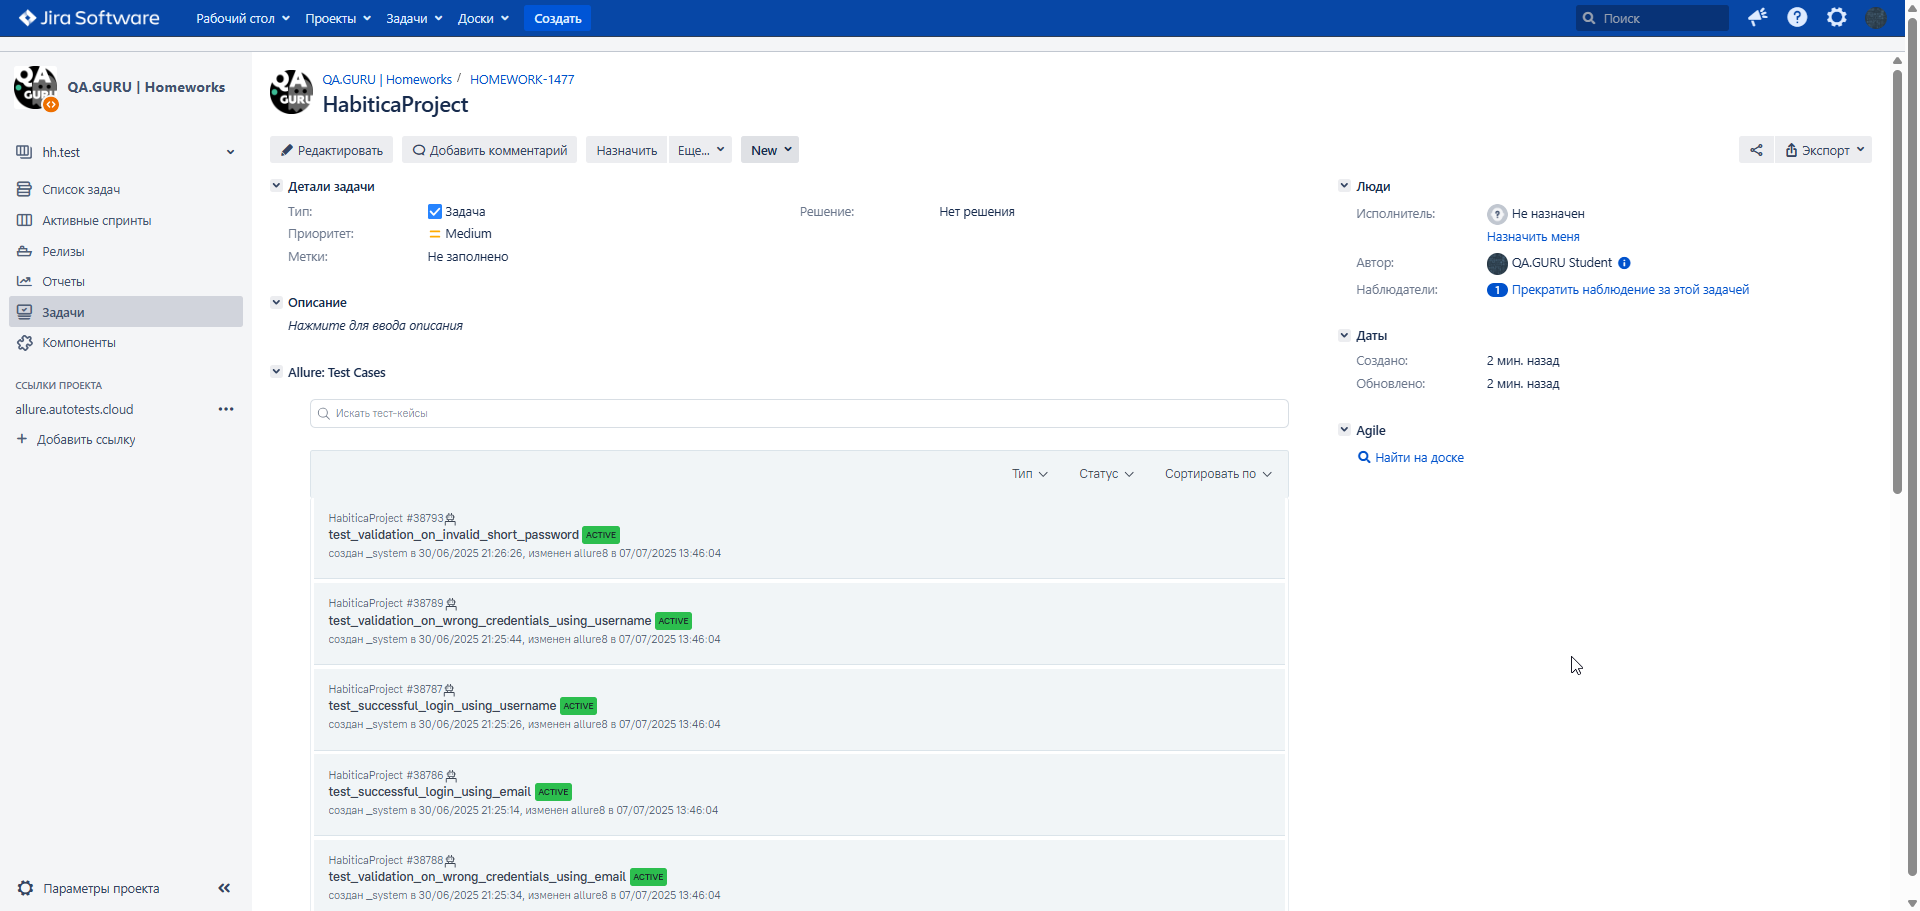 Jira Software
Рабочий стол
Проекты
Задачи
Доски
Создать
Поиск
QA.GURU | Homeworks
hh.test
Список задач
Активные спринты
Релизы
Отчеты
Задачи
Компоненты
ССЫЛКИ ПРОЕКТА
allure.autotests.cloud
Добавить ссылку
Параметры проекта
QA GURU
QA.GURU | Homeworks / HOMEWORK-1477
HabiticaProject
Редактировать
Добавить комментарий
Назначить
Еще...
New
Экспорт
Детали задачи
Тип: Задача
Решение: Нет решения
Приоритет: Medium
Метки: Не заполнено
Описание
Нажмите для ввода описания
Allure: Test Cases
Искать тест-кейсы
Тип
Статус
Сортировать по
HabiticaProject #38793
test_validation_on_invalid_short_password ACTIVE
создан _system в 30/06/2025 21:26:26, изменен allure8 в 07/07/2025 13:46:04
HabiticaProject #38789
test_validation_on_wrong_credentials_using_username ACTIVE
создан _system в 30/06/2025 21:25:44, изменен allure8 в 07/07/2025 13:46:04
HabiticaProject #38787
test_successful_login_using_username ACTIVE
создан _system в 30/06/2025 21:25:26, изменен allure8 в 07/07/2025 13:46:04
HabiticaProject #38786
test_successful_login_using_email ACTIVE
создан _system в 30/06/2025 21:25:14, изменен allure8 в 07/07/2025 13:46:04
HabiticaProject #38788
test_validation_on_wrong_credentials_using_email ACTIVE
создан _system в 30/06/2025 21:25:34, изменен allure8 в 07/07/2025 13:46:04
Люди
Исполнитель: Не назначен
Назначить меня
Автор: QA.GURU Student
Наблюдатели: 1 Прекратить наблюдение за этой задачей
Даты
Создано: 2 мин. назад
Обновлено: 2 мин. назад
Agile
Найти на доске